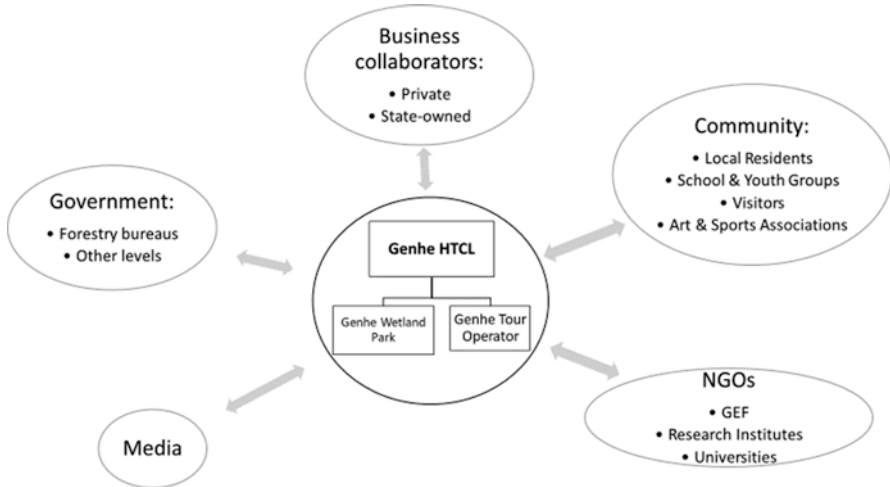 Business
collaborators:
• Private
• State-owned
Community:
• Local Residents
• School & Youth Groups
• Visitors
• Art & Sports Associations
Government:
• Forestry bureaus
• Other levels
Genhe HTCL
Genhe Wetland
Park
Genhe Tour
Operator
Media
NGOs
• GEF
• Research Institutes
• Universities